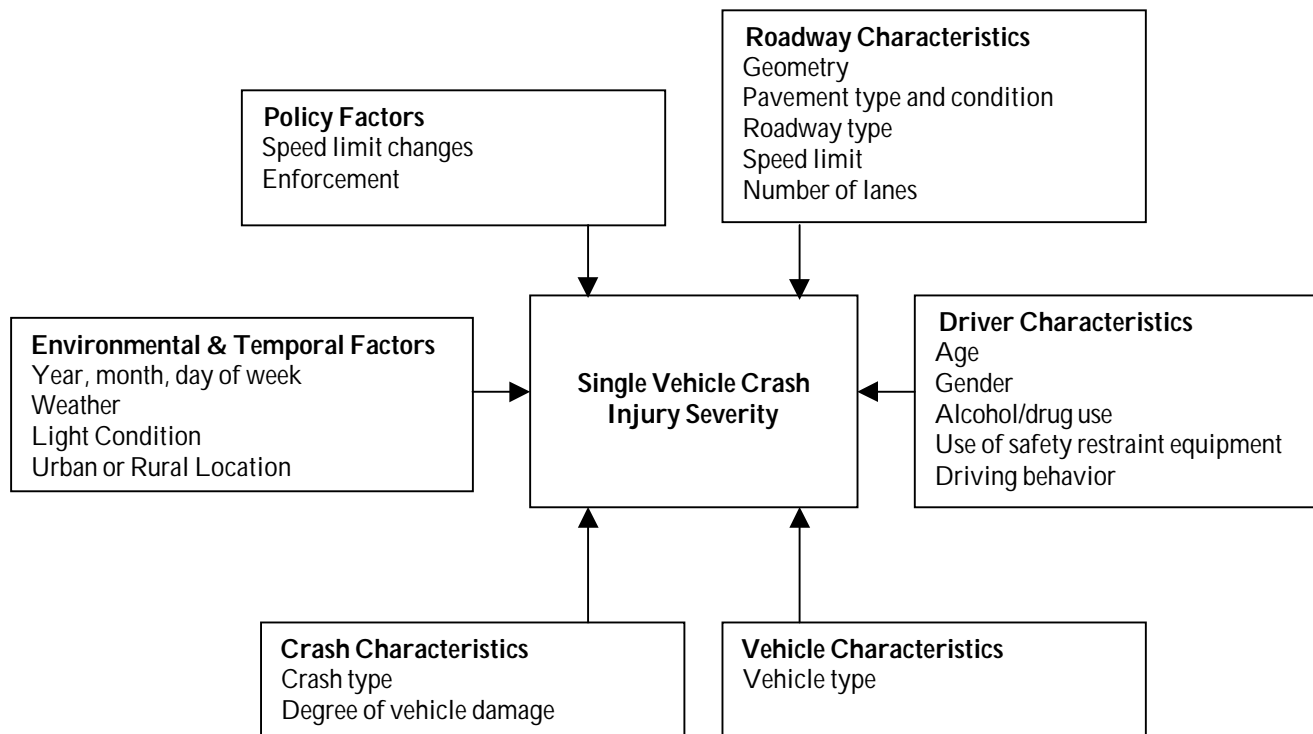 Roadway Characteristics
Geometry
Pavement type and condition
Roadway type
Speed limit
Number of lanes
Policy Factors
Speed limit changes
Enforcement
Environmental & Temporal Factors
Year, month, day of week
Weather
Light Condition
Urban or Rural Location
Single Vehicle Crash
Injury Severity
Driver Characteristics
Age
Gender
Alcohol/drug use
Use of safety restraint equipment
Driving behavior
Crash Characteristics
Crash type
Degree of vehicle damage
Vehicle Characteristics
Vehicle type